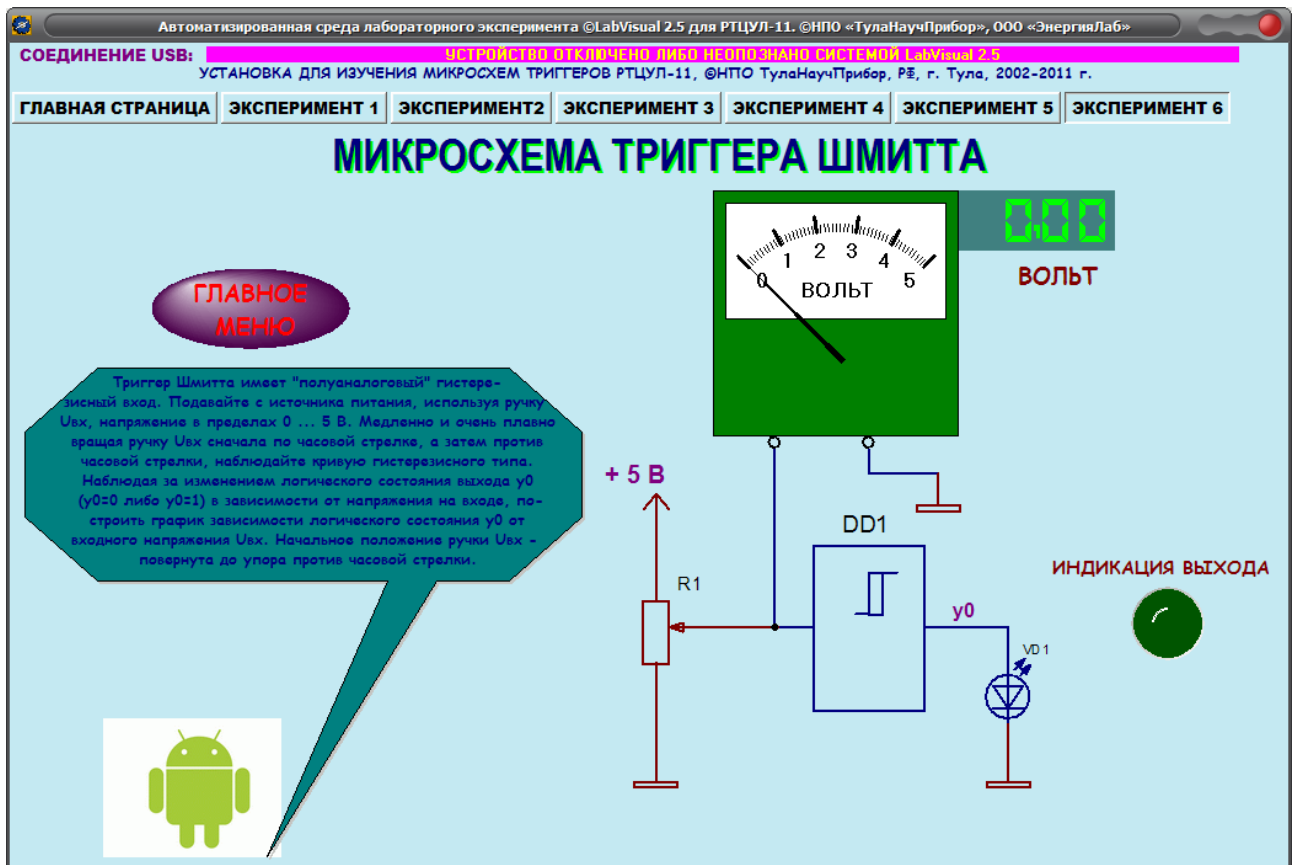 Автоматизированная среда лабораторного эксперимента ©LabVisual 2.5 для РТЦУЛ-11. ©НПО «ТулаНаучПрибор», ООО «ЭнергияЛаб»
СОЕДИНЕНИЕ USB:
УСТРОЙСТВО ОТКЛЮЧЕНО ЛИБО НЕОПОЗНАНО СИСТЕМОЙ LabVisual 2.5
УСТАНОВКА ДЛЯ ИЗУЧЕНИЯ МИКРОСХЕМ ТРИГГЕРОВ РТЦУЛ-11, ©НПО ТулаНаучПрибор, РФ, г. Тула, 2002-2011 г.
ГЛАВНАЯ СТРАНИЦА ЭКСПЕРИМЕНТ 1 ЭКСПЕРИМЕНТ2 ЭКСПЕРИМЕНТ 3 ЭКСПЕРИМЕНТ 4 ЭКСПЕРИМЕНТ 5 ЭКСПЕРИМЕНТ 6
МИКРОСХЕМА ТРИГГЕРА ШМИТТА
0 1 2 3 4 5
ВОЛЬТ
0,00
ВОЛЬТ
ГЛАВНОЕ
МЕНЮ
Триггер Шмитта имеет "полуаналоговый" гистере-
зисный вход. Подавайте с источника питания, используя ручку
Uвх, напряжение в пределах 0 ... 5 В. Медленно и очень плавно
вращая ручку Uвх сначала по часовой стрелке, а затем против
часовой стрелки, наблюдайте кривую гистерезисного типа.
Наблюдая за изменением логического состояния выхода y0
(y0=0 либо y0=1) в зависимости от напряжения на входе, по-
строить график зависимости логического состояния y0 от
входного напряжения Uвх. Начальное положение ручки Uвх -
повернута до упора против часовой стрелки.
+ 5 В
R1
DD1
y0
VD1
ИНДИКАЦИЯ ВЫХОДА